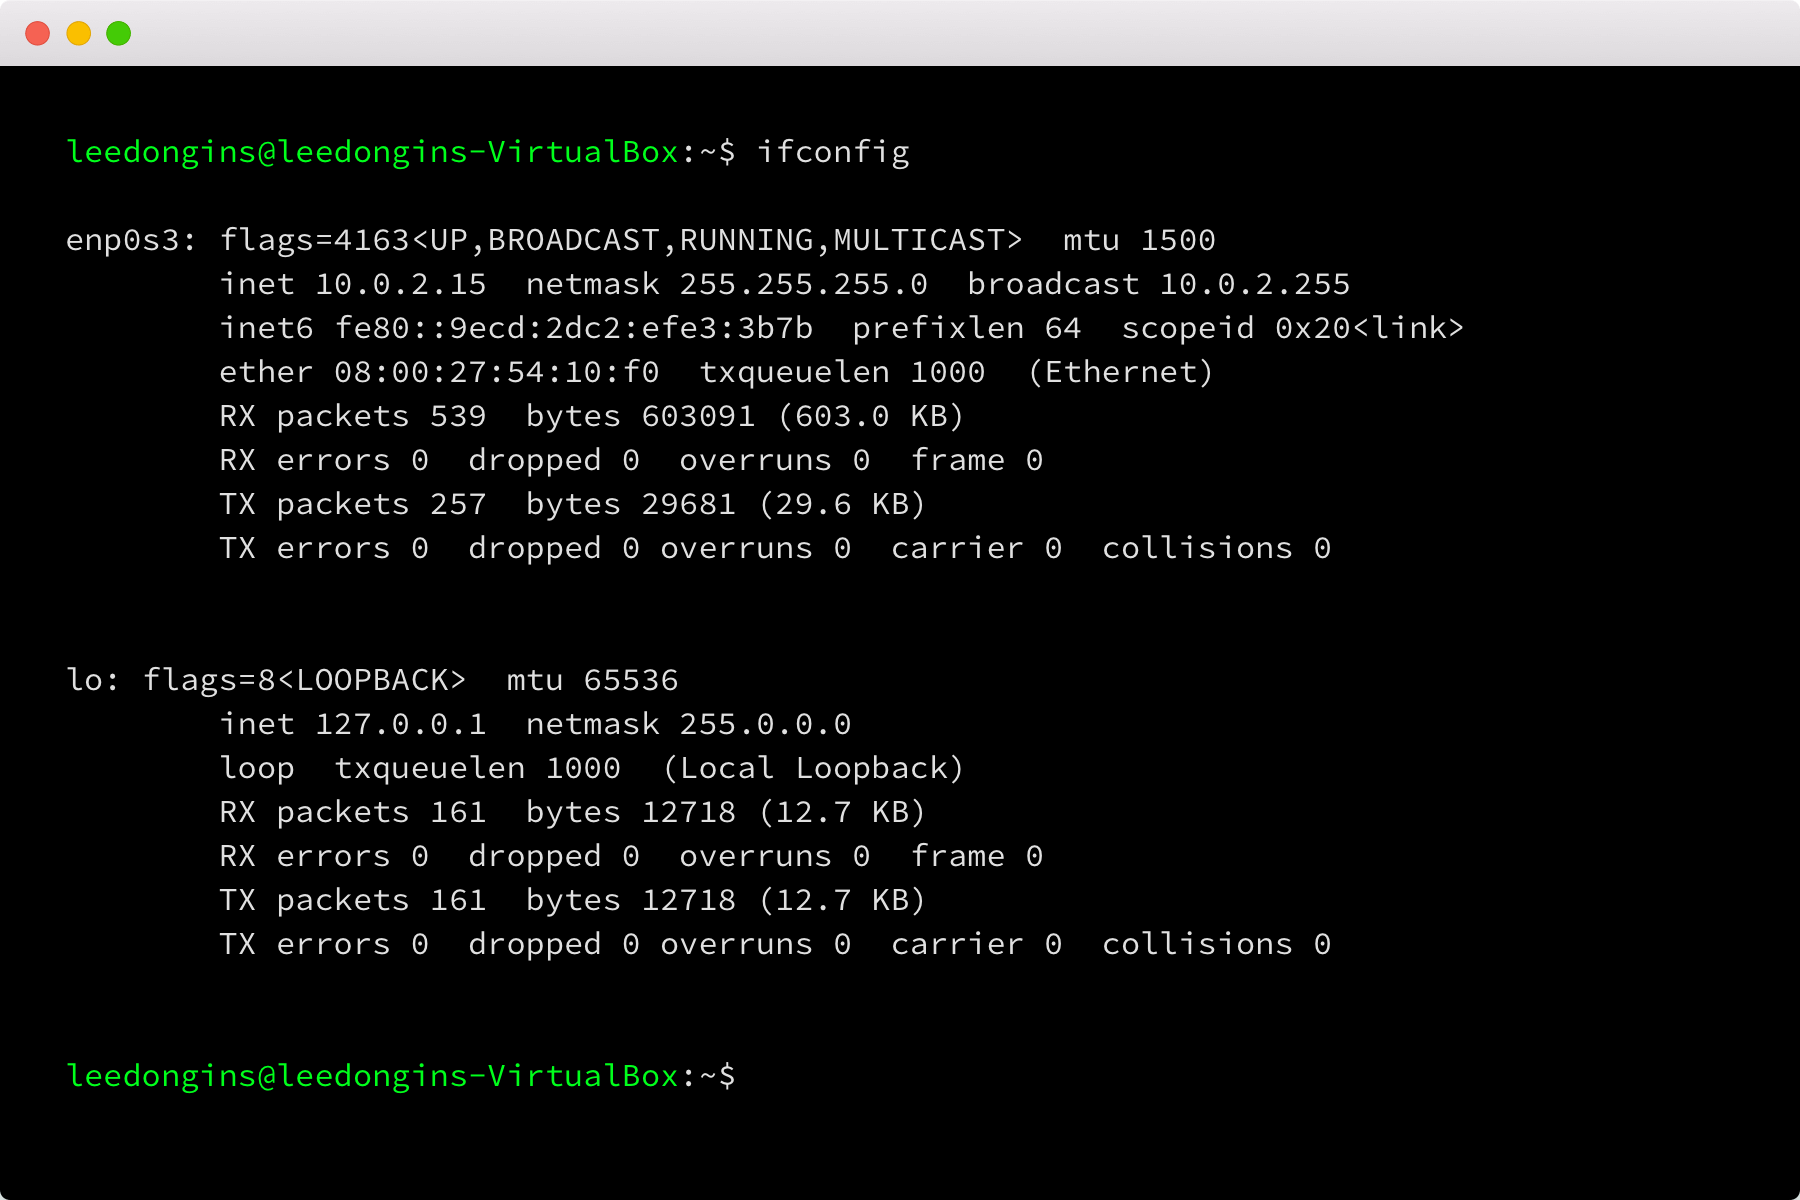 leedongins@leedongins-VirtualBox:~$ ifconfig
enp0s3: flags=4163<UP,BROADCAST,RUNNING,MULTICAST>  mtu 1500
        inet 10.0.2.15  netmask 255.255.255.0  broadcast 10.0.2.255
        inet6 fe80::9ecd:2dc2:efe3:3b7b  prefixlen 64  scopeid 0x20<link>
        ether 08:00:27:54:10:f0  txqueuelen 1000  (Ethernet)
        RX packets 539  bytes 603091 (603.0 KB)
        RX errors 0  dropped 0  overruns 0  frame 0
        TX packets 257  bytes 29681 (29.6 KB)
        TX errors 0  dropped 0 overruns 0  carrier 0  collisions 0
lo: flags=8<LOOPBACK>  mtu 65536
        inet 127.0.0.1  netmask 255.0.0.0
        loop  txqueuelen 1000  (Local Loopback)
        RX packets 161  bytes 12718 (12.7 KB)
        RX errors 0  dropped 0  overruns 0  frame 0
        TX packets 161  bytes 12718 (12.7 KB)
        TX errors 0  dropped 0 overruns 0  carrier 0  collisions 0
leedongins@leedongins-VirtualBox:~$